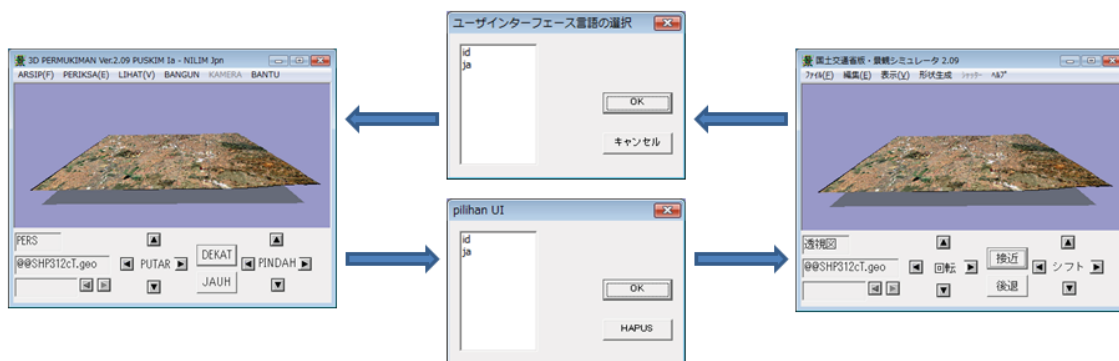 3D PERMUKIMAN Ver.2.09 PUSKIM Ia - NILIM Jpn
ARSIP(F) PERIKSA(E) LIHAT(V) BANGUN KAMERA BANTU
PERS
@@SHP312cT.geo
PUTAR
DEKAT
JAUH
PINDAH
ユーザインターフェース言語の選択
id
ja
OK
キャンセル
pilihan UI
id
ja
OK
HAPUS
国土交通省版・景観シミュレータ 2.09
ファイル(F) 編集(E) 表示(V) 形状生成 シャッター ヘルプ
透視図
@@SHP312cT.geo
回転
接近
後退
シフト